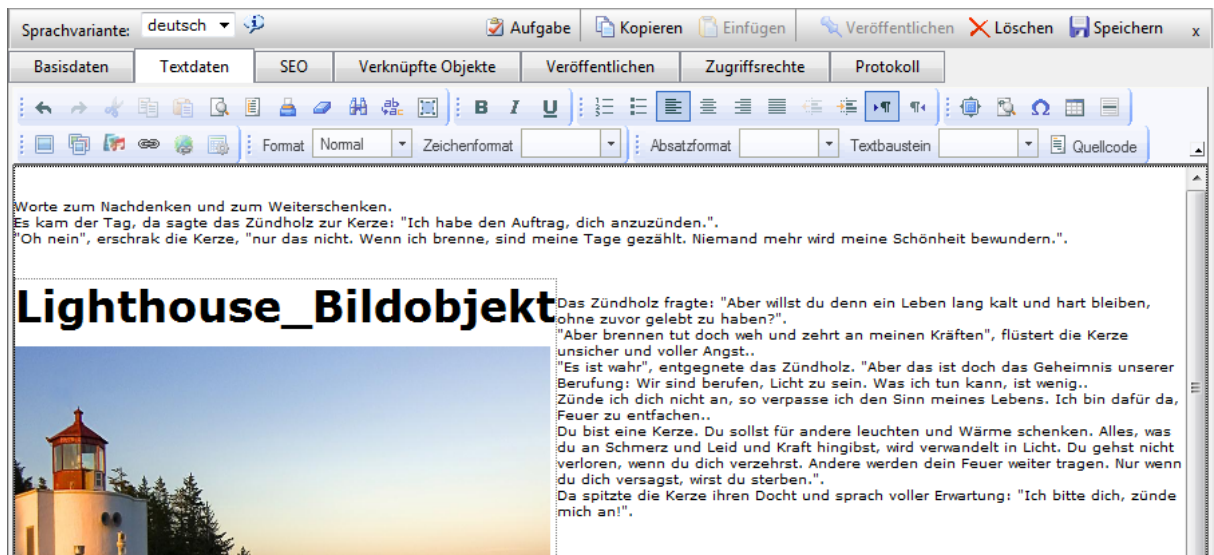 Sprachvariante: deutsch Aufgabe Kopieren Einfügen Veröffentlichen Löschen Speichern x
Basisdaten Textdaten SEO Verknüpfte Objekte Veröffentlichen Zugriffsrechte Protokoll
B I U
Format Normal Zeichenformat Absatzformat Textbaustein Quellcode
Worte zum Nachdenken und zum Weiterschenken.
Es kam der Tag, da sagte das Zündholz zur Kerze: "Ich habe den Auftrag, dich anzuzünden.".
"Oh nein", erschrak die Kerze, "nur das nicht. Wenn ich brenne, sind meine Tage gezählt. Niemand mehr wird meine Schönheit bewundern.".
Lighthouse_Bildobjekt
Das Zündholz fragte: "Aber willst du denn ein Leben lang kalt und hart bleiben,
ohne zuvor gelebt zu haben?".
"Aber brennen tut doch weh und zehrt an meinen Kräften", flüstert die Kerze
unsicher und voller Angst..
"Es ist wahr", entgegnete das Zündholz. "Aber das ist doch das Geheimnis unserer
Berufung: Wir sind berufen, Licht zu sein. Was ich tun kann, ist wenig..
Zünde ich dich nicht an, so verpasse ich den Sinn meines Lebens. Ich bin dafür da,
Feuer zu entfachen..
Du bist eine Kerze. Du sollst für andere leuchten und Wärme schenken. Alles, was
du an Schmerz und Leid und Kraft hingibst, wird verwandelt in Licht. Du gehst nicht
verloren, wenn du dich verzehrst. Andere werden dein Feuer weiter tragen. Nur wenn
du dich versagst, wirst du sterben.".
Da spitzte die Kerze ihren Docht und sprach voller Erwartung: "Ich bitte dich, zünde
mich an!".